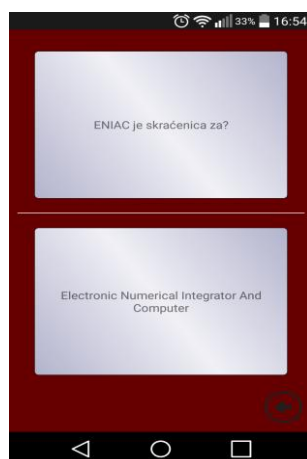 33% 16:54
ENIAC je skraćenica za?
Electronic Numerical Integrator And
Computer